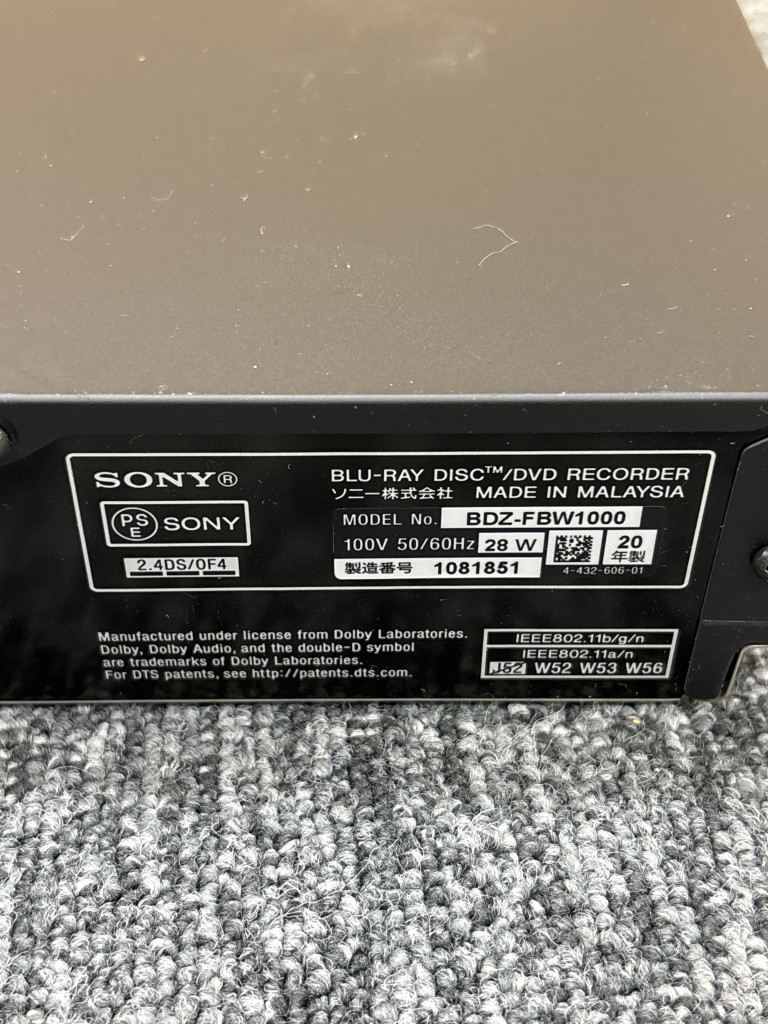 SONY®
BLU-RAY DISC™/DVD RECORDER
ソニー株式会社 MADE IN MALAYSIA
PSE SONY
MODEL No. BDZ-FBW1000
100V 50/60Hz 28 W
20年製
2.4DS/OF4
製造番号 1081851
4-432-606-01
Manufactured under license from Dolby Laboratories.
Dolby, Dolby Audio, and the double-D symbol
are trademarks of Dolby Laboratories.
For DTS patents, see http://patents.dts.com.
IEEE802.11b/g/n
IEEE802.11a/n
J52 W52 W53 W56